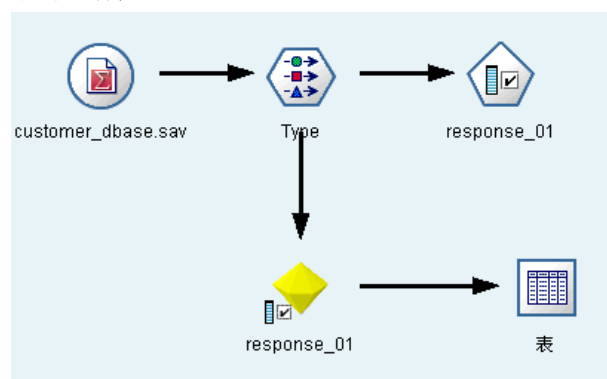 customer_dbase.sav
Type
response_01
response_01
表